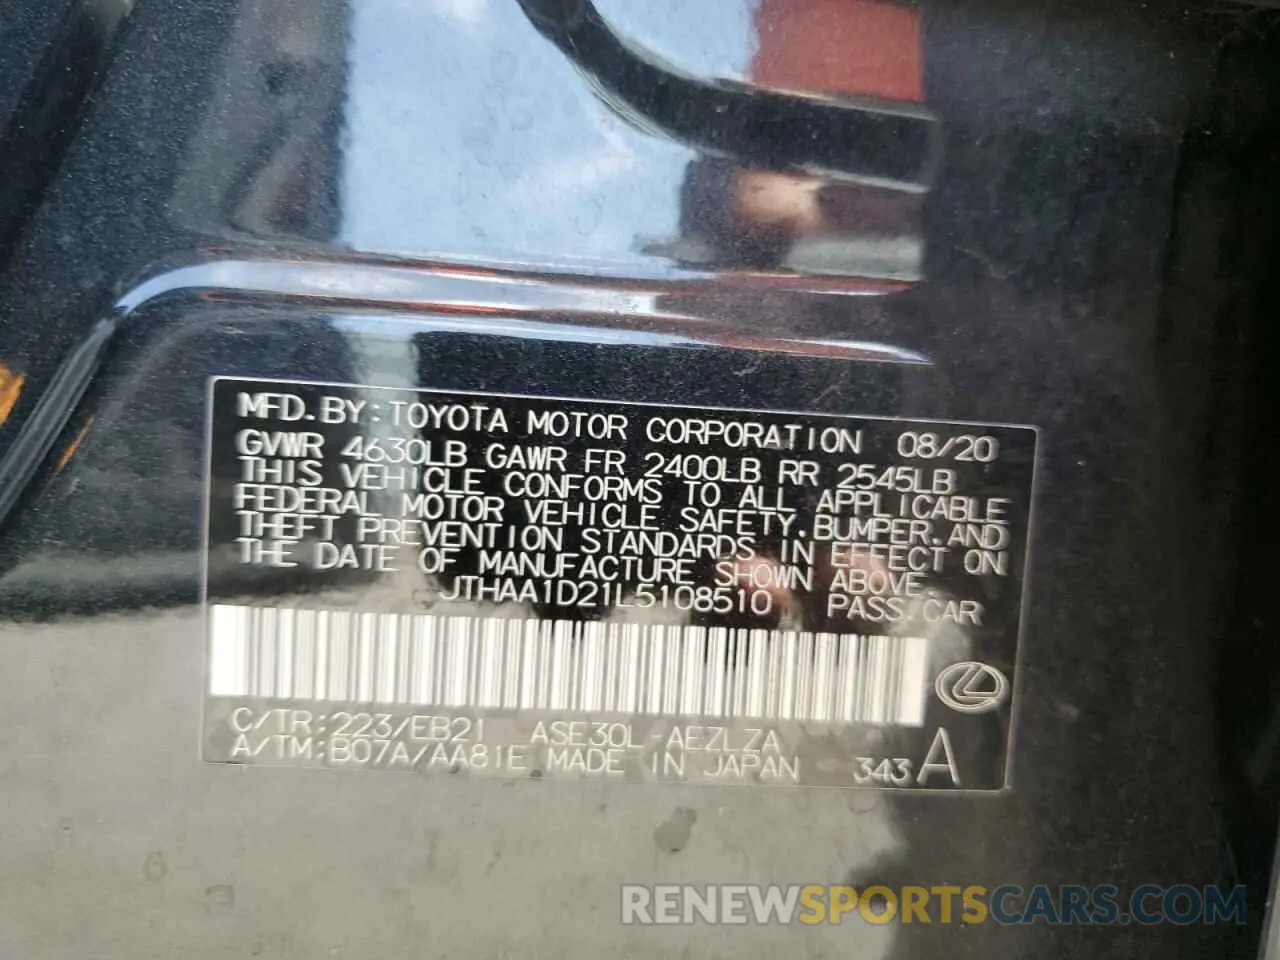 MFD.BY:TOYOTA MOTOR CORPORATION 08/20
GVWR 4630LB GAWR FR 2400LB RR 2545LB
THIS VEHICLE CONFORMS TO ALL APPLICABLE
FEDERAL MOTOR VEHICLE SAFETY,BUMPER,AND
THEFT PREVENTION STANDARDS IN EFFECT ON
THE DATE OF MANUFACTURE SHOWN ABOVE.
JTHAA1D21L5108510 PASS.CAR
C/TR:223/EB21 ASE30L-AEZLZA
A/TM:B07A/AA81E MADE IN JAPAN 343 A
RENEWSPORTSCARS.COM